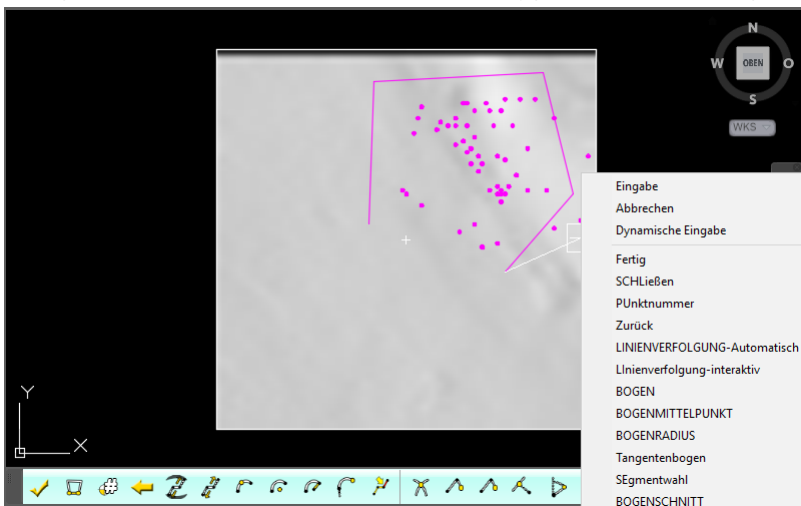 N
W
OBEN
O
S
WKS
Eingabe
Abbrechen
Dynamische Eingabe
Fertig
SCHLießen
PUnktnummer
Zurück
LINIENVERFOLGUNG-Automatisch
LInienverfolgung-interaktiv
BOGEN
BOGENMITTELPUNKT
BOGENRADIUS
Tangentenbogen
SEgmentwahl
BOGENSCHNITT
Y
X